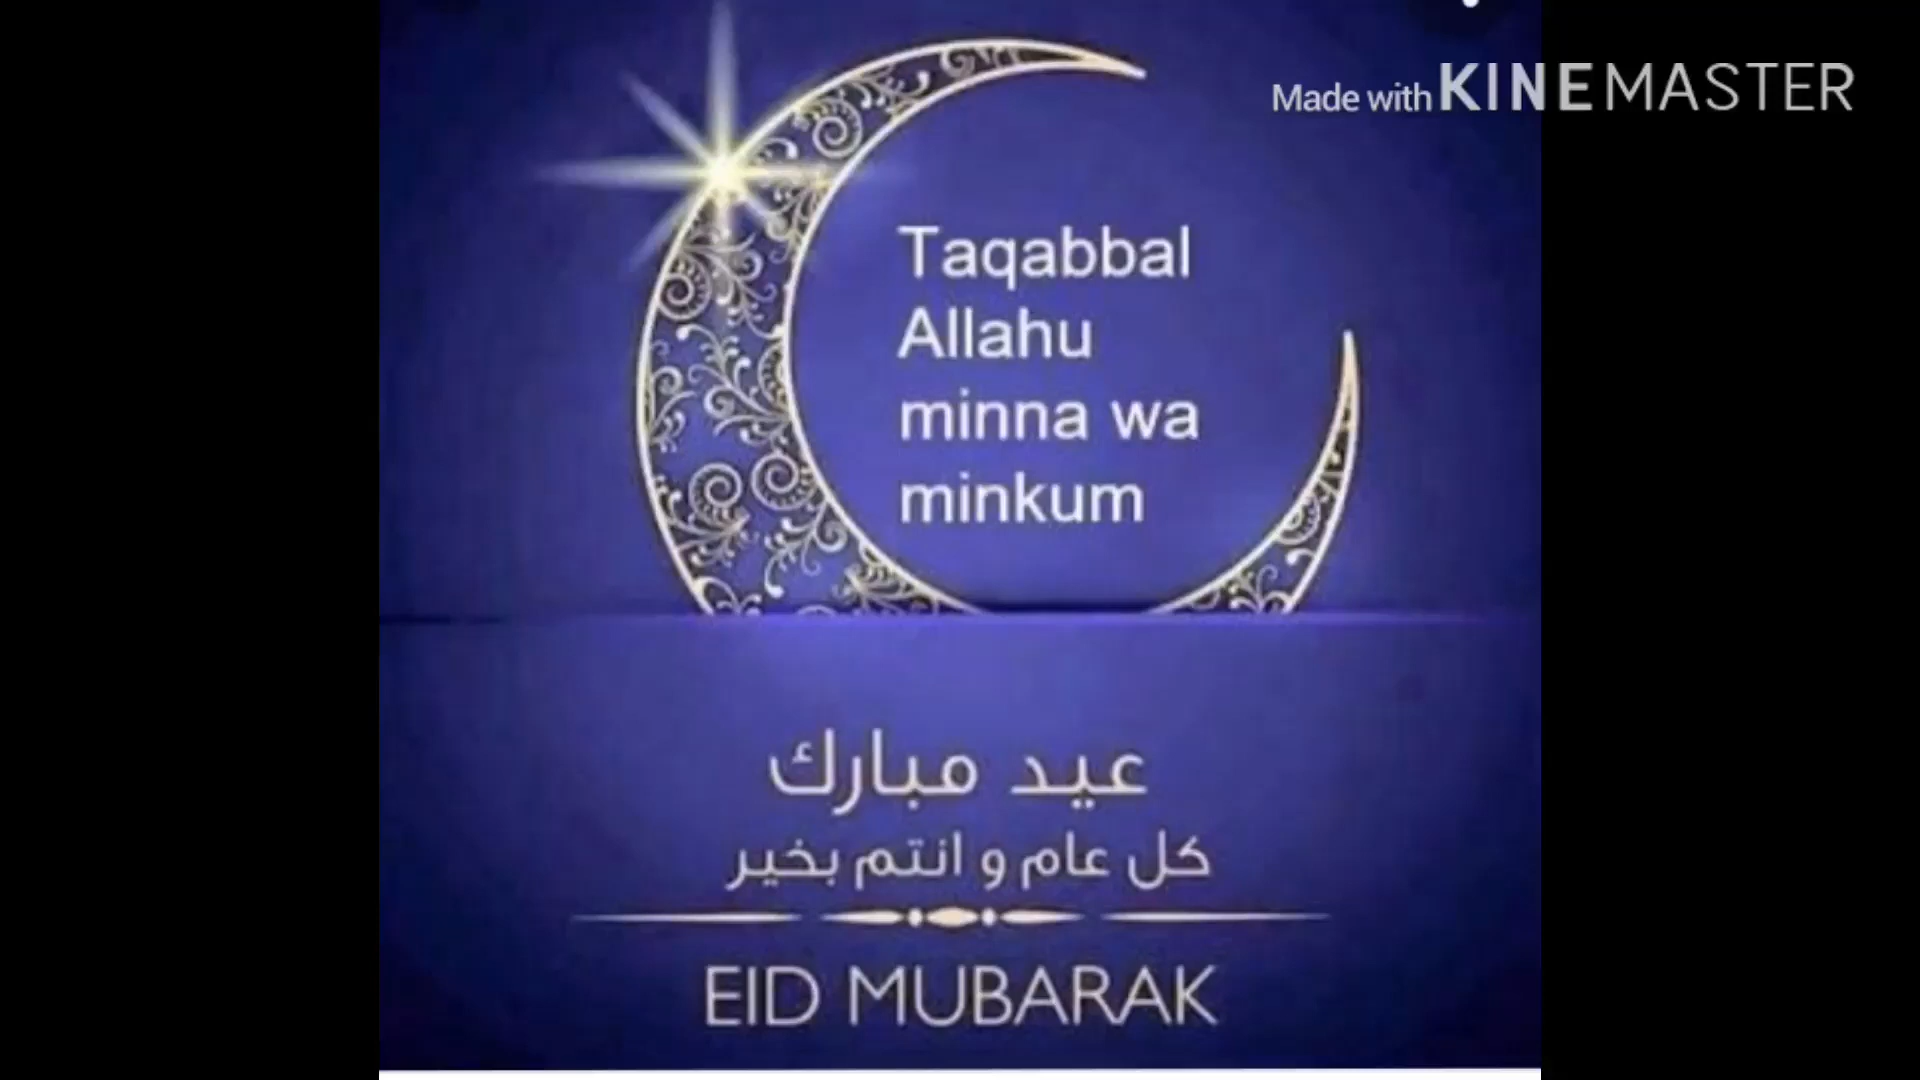 Made with KINEMASTER
Taqabbal
Allahu
minna wa
minkum
عيد مبارك
كل عام و انتم بخير
EID MUBARAK